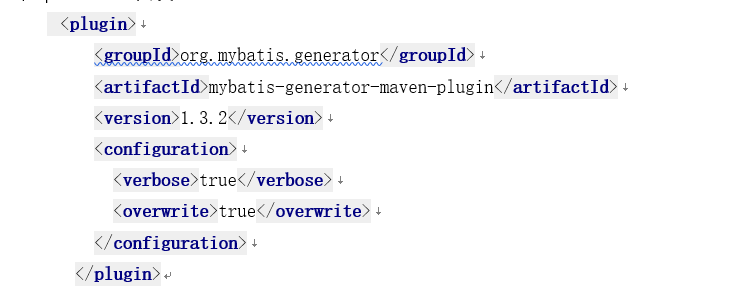 <plugin>
<groupId>org.mybatis.generator</groupId>
<artifactId>mybatis-generator-maven-plugin</artifactId>
<version>1.3.2</version>
<configuration>
<verbose>true</verbose>
<overwrite>true</overwrite>
</configuration>
</plugin>